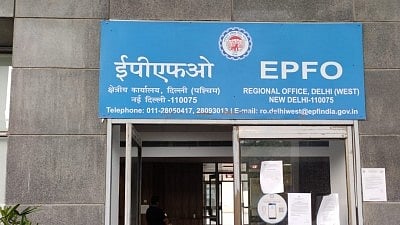 ईपीएफओ
क्षेत्रीय कार्यालय, दिल्ली (पश्चिम)
नई दिल्ली -110075
EPFO
REGIONAL OFFICE, DELHI (WEST)
NEW DELHI-110075
Telephone: 011-28050417, 28093013 | E-mail: ro.delhiwest@epfindia.gov.in